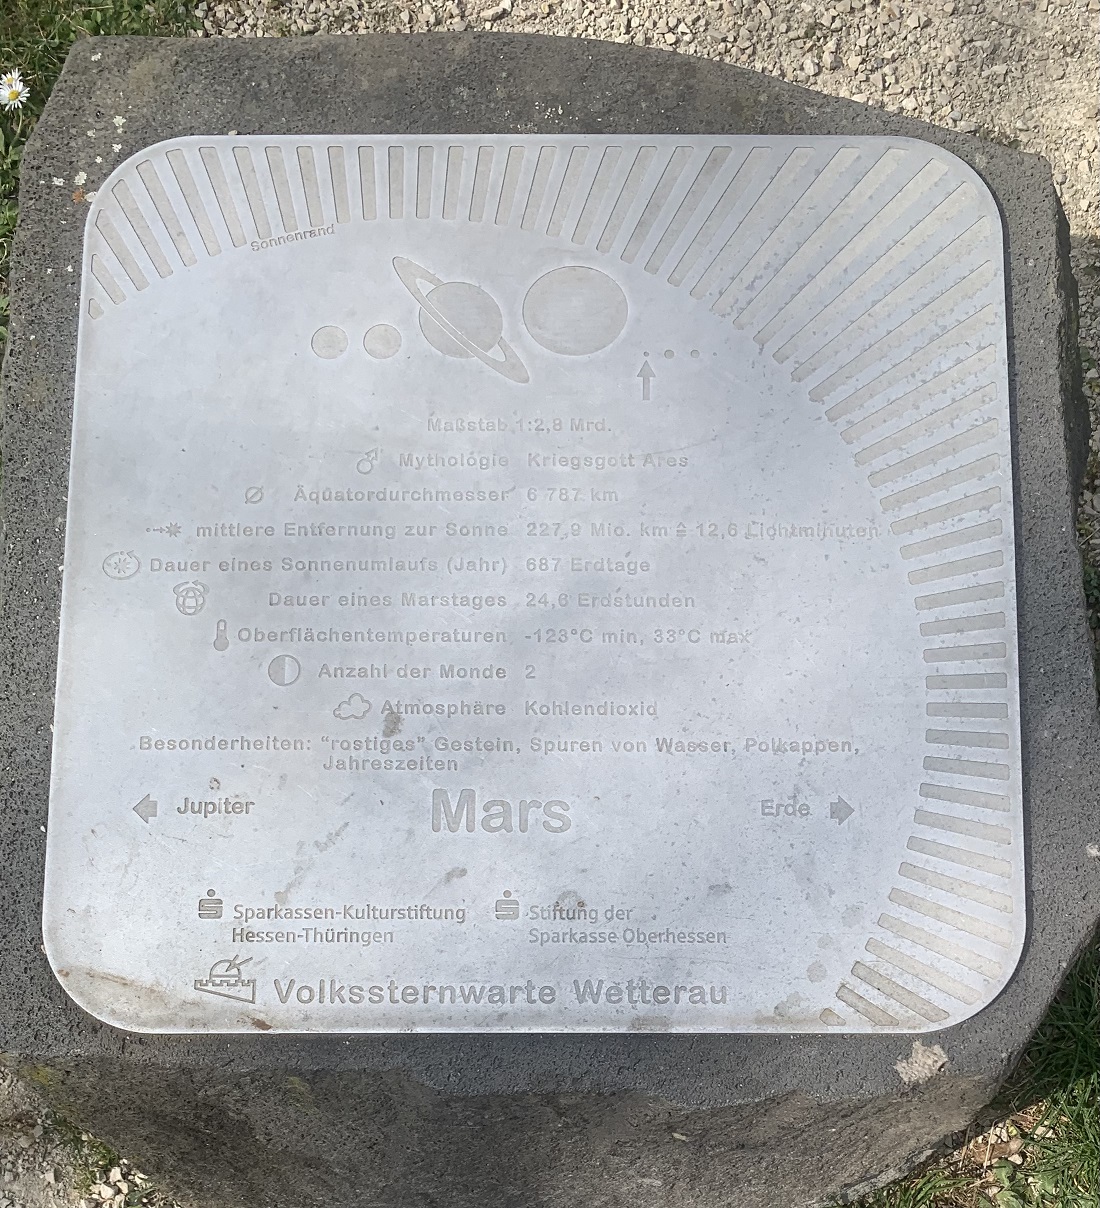 Sonnenrand
Maßstab 1:2,8 Mrd.
Mythologie Kriegsgott Ares
Äquatordurchmesser 6 787 km
mittlere Entfernung zur Sonne 227,9 Mio. km ≙ 12,6 Lichtminuten
Dauer eines Sonnenumlaufs (Jahr) 687 Erdtage
Dauer eines Marstages 24,6 Erdstunden
Oberflächentemperaturen -123°C min, 33°C max
Anzahl der Monde 2
Atmosphäre Kohlendioxid
Besonderheiten: "rostiges" Gestein, Spuren von Wasser, Polkappen,
Jahreszeiten
Jupiter Mars Erde
Sparkassen-Kulturstiftung Stiftung der
Hessen-Thüringen Sparkasse Oberhessen
Volkssternwarte Wetterau